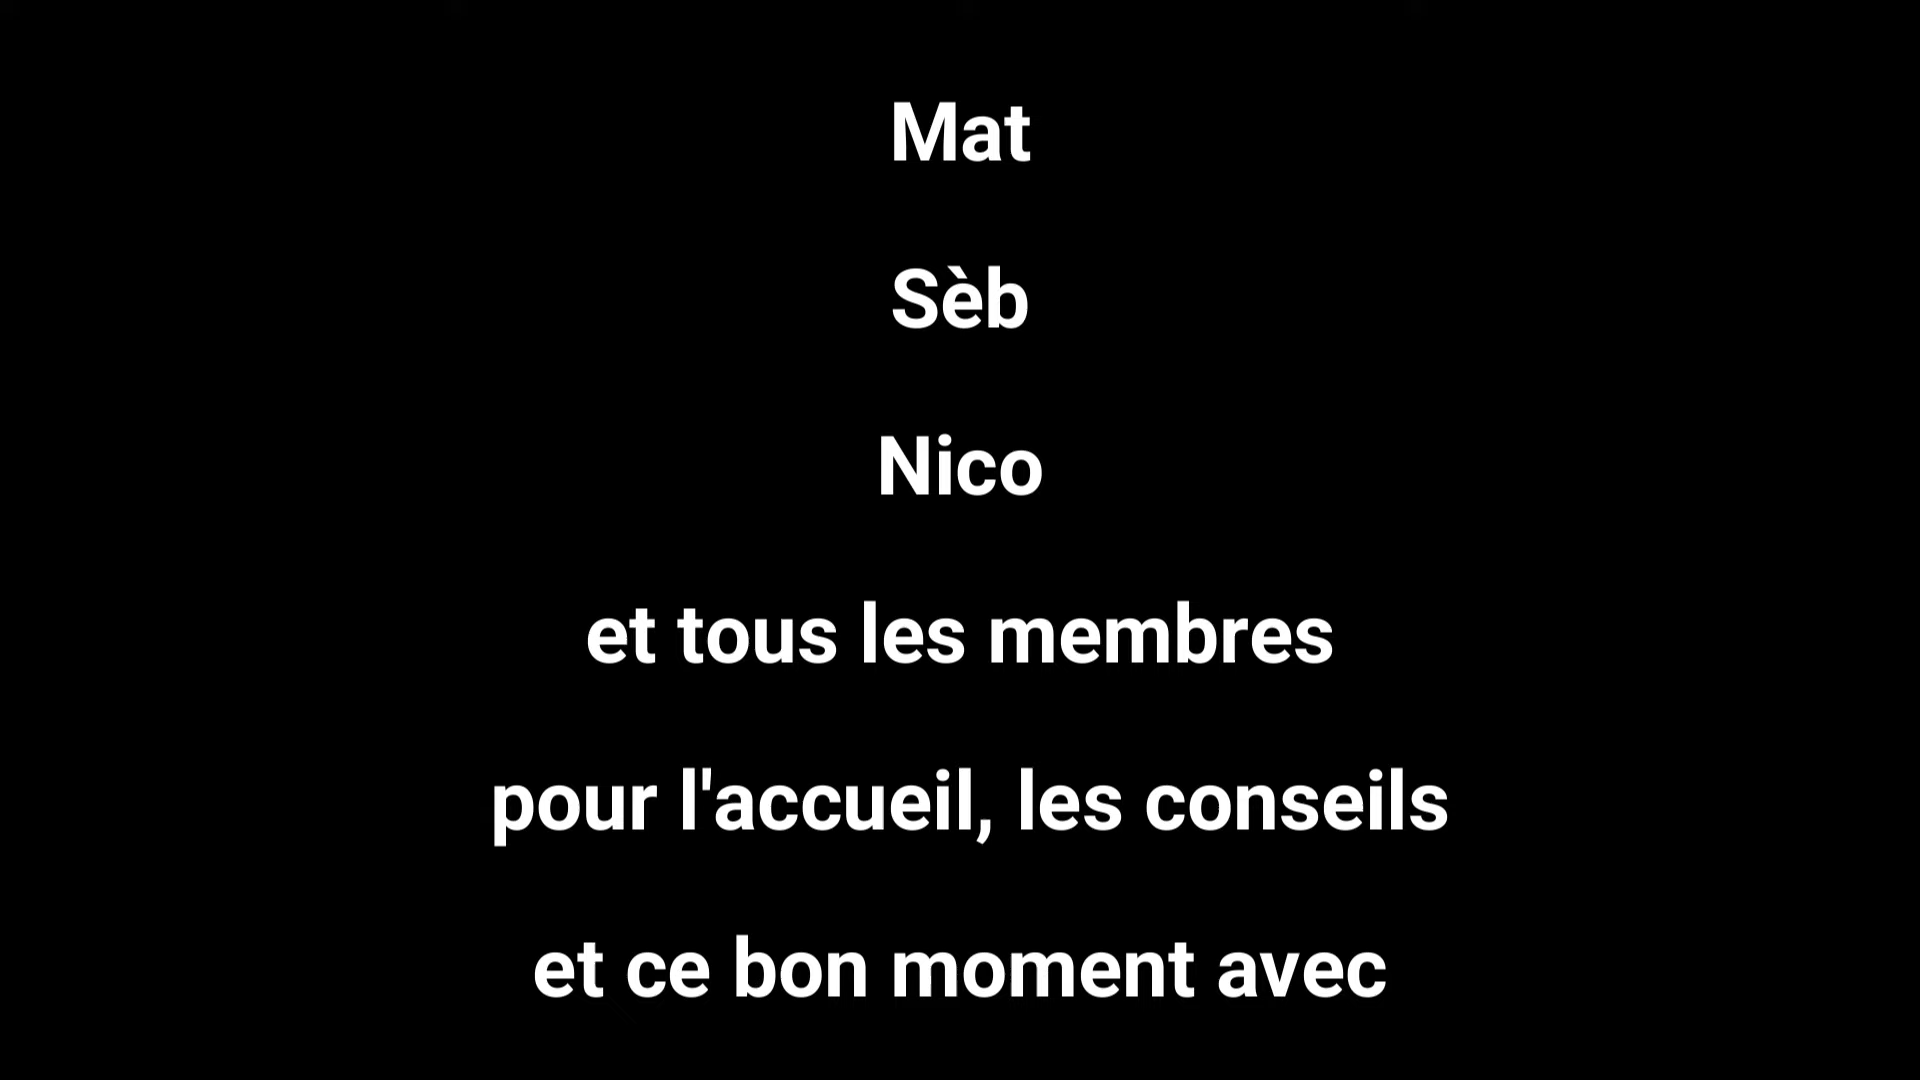 Mat
Sèb
Nico
et tous les membres
pour l'accueil, les conseils
et ce bon moment avec